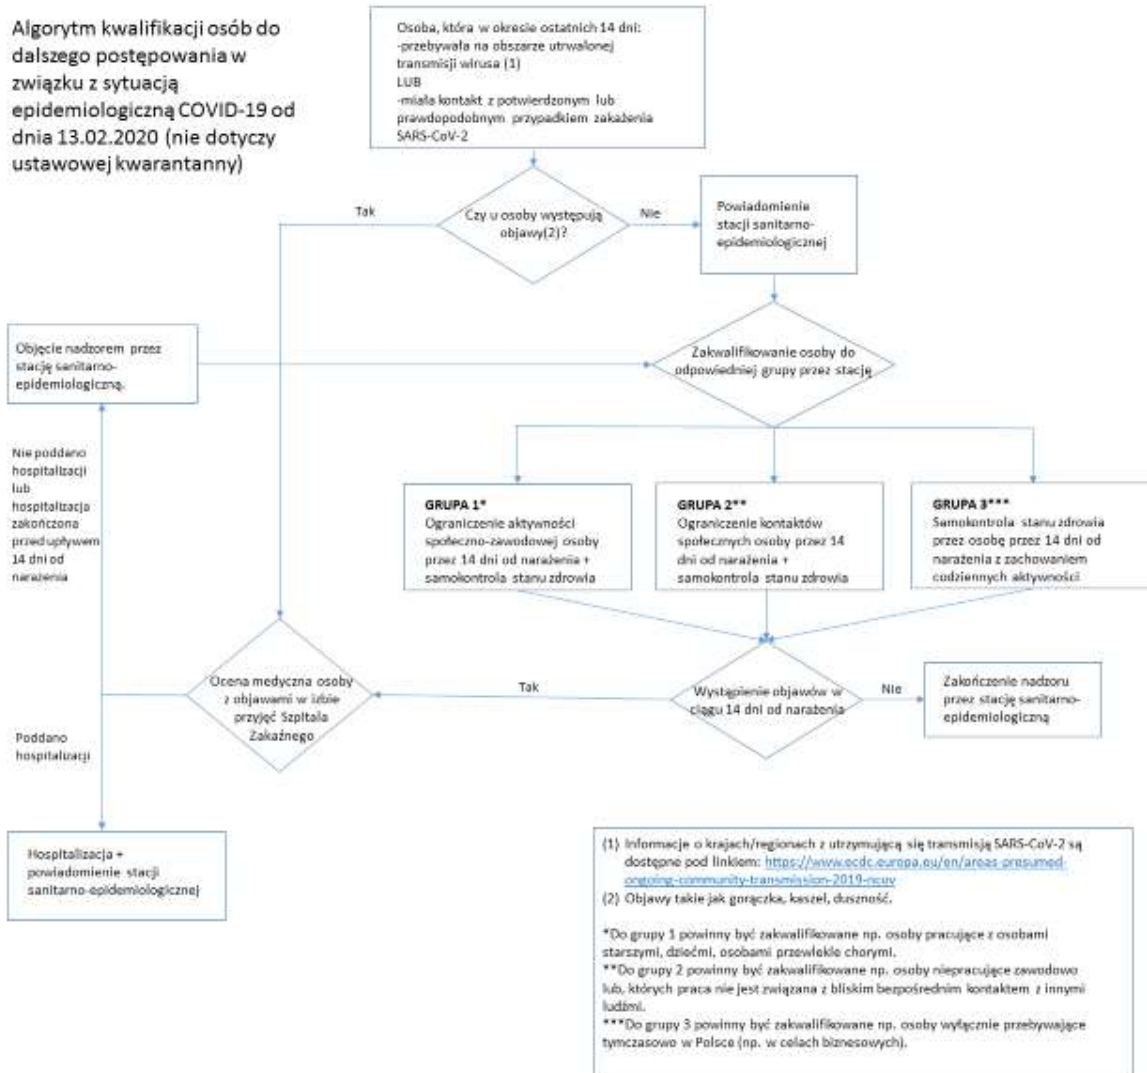 Algorytm kwalifikacji osób do
dalszego postępowania w
związku z sytuacją
epidemiologiczną COVID-19 od
dnia 13.02.2020 (nie dotyczy
ustawowej kwarantanny)
Osoba, która w okresie ostatnich 14 dni:
-przebywała na obszarze utrwalonej
transmisji wirusa (1)
LUB
-miała kontakt z potwierdzonym lub
prawdopodobnym przypadkiem zakażenia
SARS-CoV-2
Tak
Czy u osoby występują
objawy(2)?
Nie
Powiadomienie
stacji sanitarno-
epidemiologicznej
Objęcie nadzorem przez
stację sanitarno-
epidemiologiczną.
Zakwalifikowanie osoby do
odpowiedniej grupy przez stację
Nie poddano
hospitalizacji
lub
hospitalizacja
zakończona
przed upływem
14 dni od
narażenia
GRUPA 1*
Ograniczenie aktywności
społeczno-zawodowej osoby
przez 14 dni od narażenia +
samokontrola stanu zdrowia
GRUPA 2**
Ograniczenie kontaktów
społecznych osoby przez 14
dni od narażenia +
samokontrola stanu zdrowia
GRUPA 3***
Samokontrola stanu zdrowia
przez osobę przez 14 dni od
narażenia z zachowaniem
codziennych aktywności
Ocena medyczna osoby
z objawami w izbie
przyjęć Szpitala
Zakaźnego
Tak
Wystąpienie objawów w
ciągu 14 dni od narażenia
Nie
Zakończenie nadzoru
przez stację sanitarno-
epidemiologiczną
Poddano
hospitalizacji
Hospitalizacja +
powiadomienie stacji
sanitarno-epidemiologicznej
(1) Informacje o krajach/regionach z utrzymującą się transmisją SARS-CoV-2 są
dostępne pod linkiem: https://www.ecdc.europa.eu/en/areas-presumed-
ongoing-community-transmission-2019-ncov
(2) Objawy takie jak gorączka, kaszel, duszność.
*Do grupy 1 powinny być zakwalifikowane np. osoby pracujące z osobami
starszymi, dziećmi, osobami przewlekle chorymi.
**Do grupy 2 powinny być zakwalifikowane np. osoby niepracujące zawodowo
lub, których praca nie jest związana z bliskim bezpośrednim kontaktem z innymi
ludźmi.
***Do grupy 3 powinny być zakwalifikowane np. osoby wyłącznie przebywające
tymczasowo w Polsce (np. w celach biznesowych).